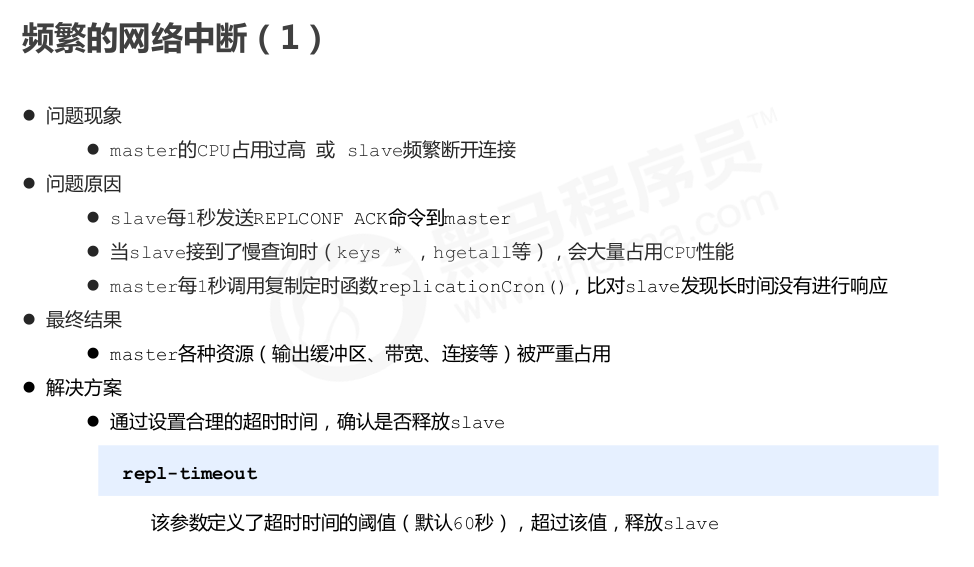 频繁的网络中断（1）
● 问题现象
● master的CPU占用过高 或 slave频繁断开连接
● 问题原因
● slave每1秒发送REPLCONF ACK命令到master
● 当slave接到了慢查询时（keys * ，hgetall等），会大量占用CPU性能
● master每1秒调用复制定时函数replicationCron()，比对slave发现长时间没有进行响应
● 最终结果
● master各种资源（输出缓冲区、带宽、连接等）被严重占用
● 解决方案
● 通过设置合理的超时时间，确认是否释放slave
repl-timeout
该参数定义了超时时间的阈值（默认60秒），超过该值，释放slave
黑马程序员™
www.itheima.com